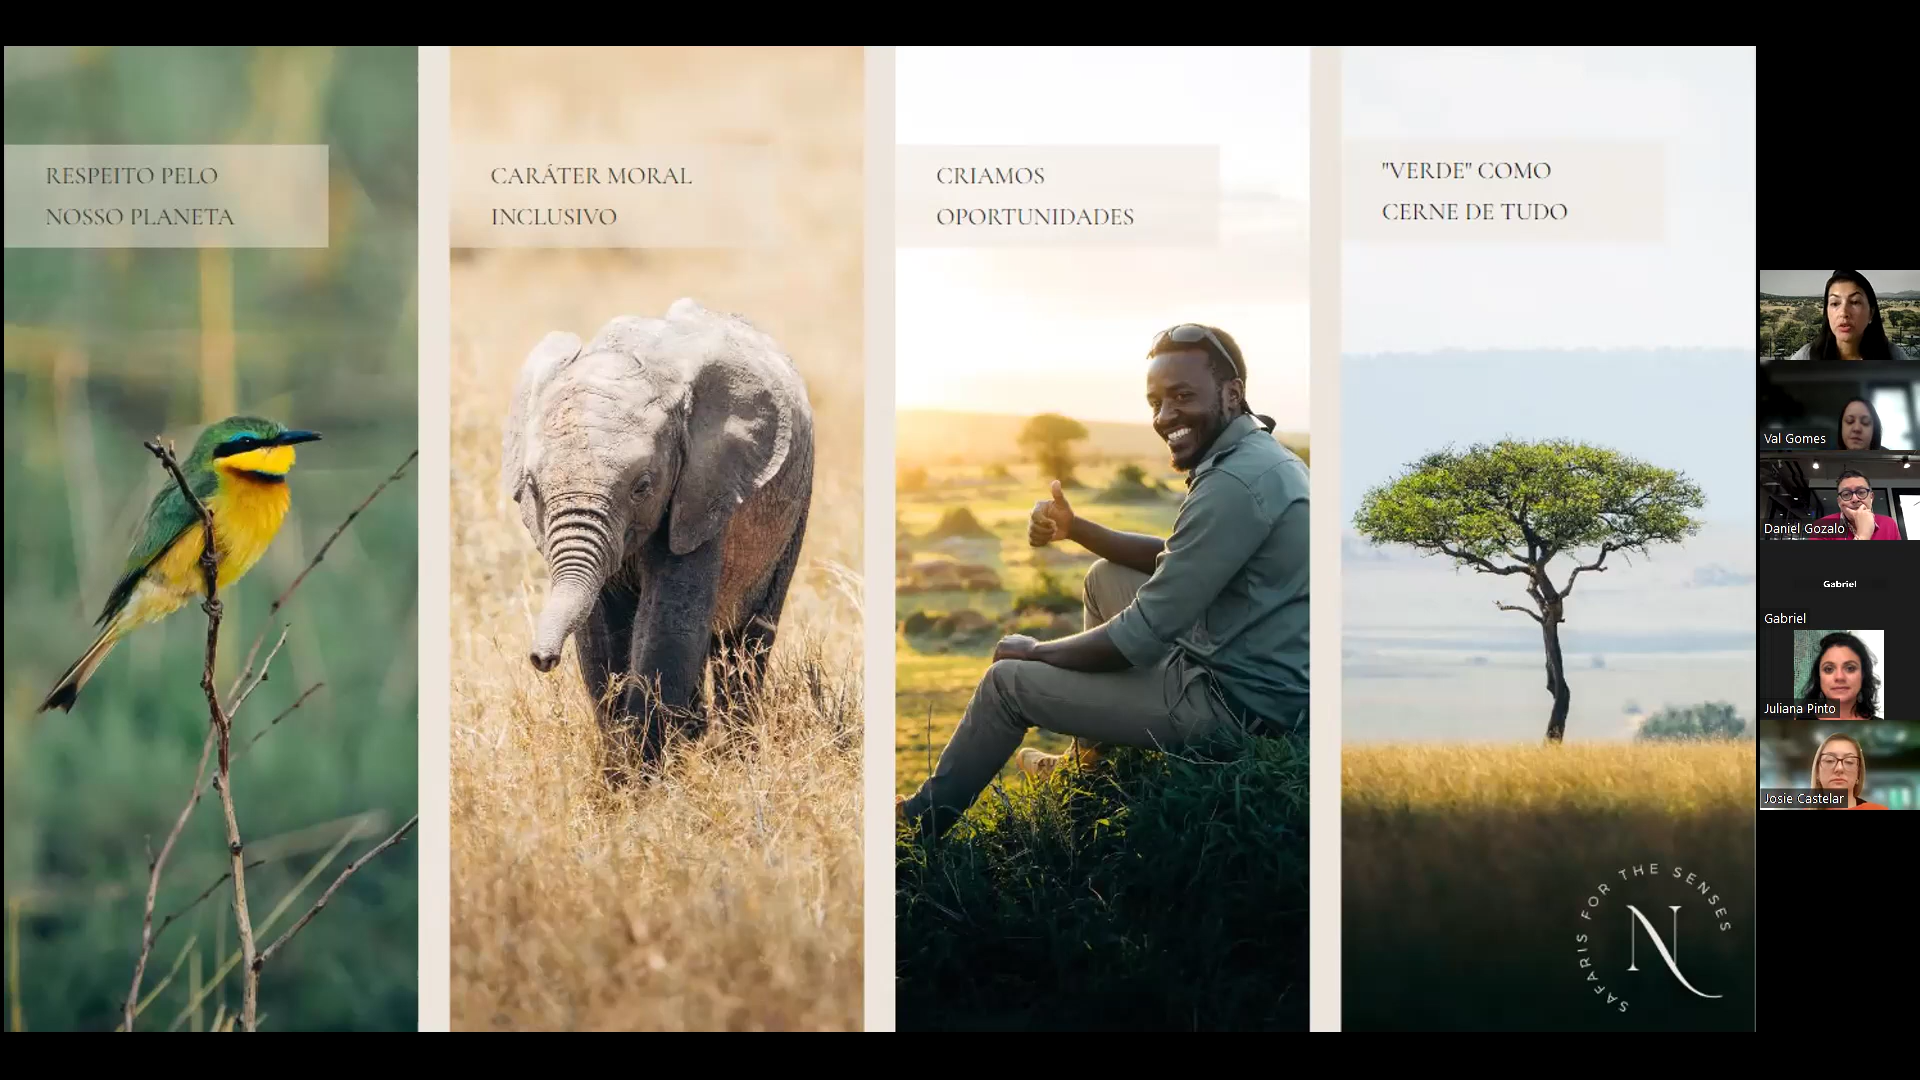 RESPEITO PELO
NOSSO PLANETA
CARÁTER MORAL
INCLUSIVO
CRIAMOS
OPORTUNIDADES
"VERDE" COMO
CERNE DE TUDO
SAFARIS FOR THE SENSES
N
Val Gomes
Daniel Gozalo
Gabriel
Gabriel
Juliana Pinto
Josie Castelar